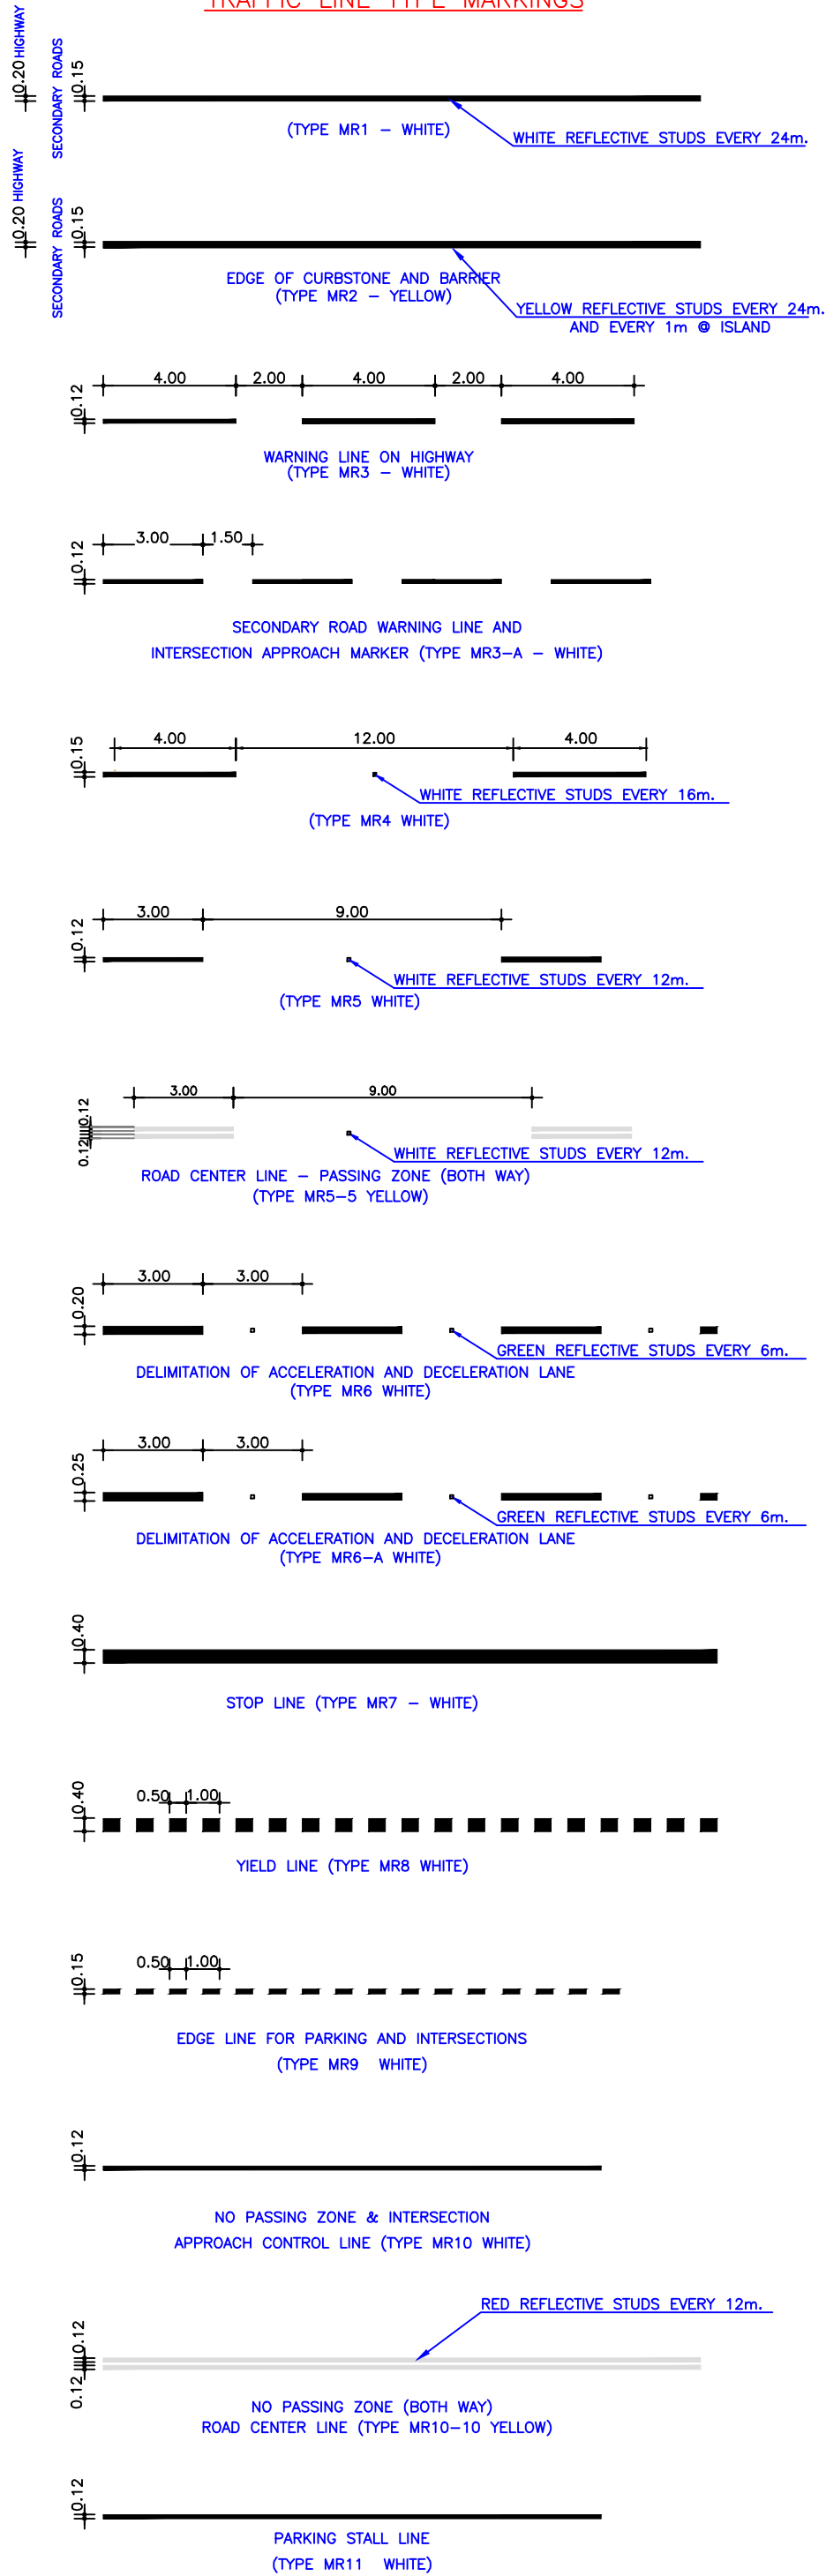 TRAFFIC LINE TYPE MARKINGS
0.20 HIGHWAY
SECONDARY ROADS
0.15
(TYPE MR1 - WHITE)
WHITE REFLECTIVE STUDS EVERY 24m.
0.20 HIGHWAY
SECONDARY ROADS
0.15
EDGE OF CURBSTONE AND BARRIER
(TYPE MR2 - YELLOW)
YELLOW REFLECTIVE STUDS EVERY 24m.
AND EVERY 1m @ ISLAND
4.00 2.00 4.00 2.00 4.00
0.12
WARNING LINE ON HIGHWAY
(TYPE MR3 - WHITE)
3.00 1.50
0.12
SECONDARY ROAD WARNING LINE AND
INTERSECTION APPROACH MARKER (TYPE MR3-A - WHITE)
4.00 12.00 4.00
0.15
WHITE REFLECTIVE STUDS EVERY 16m.
(TYPE MR4 WHITE)
3.00 9.00
0.12
WHITE REFLECTIVE STUDS EVERY 12m.
(TYPE MR5 WHITE)
3.00 9.00
0.12
0.12
WHITE REFLECTIVE STUDS EVERY 12m.
ROAD CENTER LINE - PASSING ZONE (BOTH WAY)
(TYPE MR5-5 YELLOW)
3.00 3.00
0.20
GREEN REFLECTIVE STUDS EVERY 6m.
DELIMITATION OF ACCELERATION AND DECELERATION LANE
(TYPE MR6 WHITE)
3.00 3.00
0.25
GREEN REFLECTIVE STUDS EVERY 6m.
DELIMITATION OF ACCELERATION AND DECELERATION LANE
(TYPE MR6-A WHITE)
0.40
STOP LINE (TYPE MR7 - WHITE)
0.50 1.00
0.40
YIELD LINE (TYPE MR8 WHITE)
0.50 1.00
0.15
EDGE LINE FOR PARKING AND INTERSECTIONS
(TYPE MR9 WHITE)
0.12
NO PASSING ZONE & INTERSECTION
APPROACH CONTROL LINE (TYPE MR10 WHITE)
RED REFLECTIVE STUDS EVERY 12m.
0.12
0.12
NO PASSING ZONE (BOTH WAY)
ROAD CENTER LINE (TYPE MR10-10 YELLOW)
0.12
PARKING STALL LINE
(TYPE MR11 WHITE)